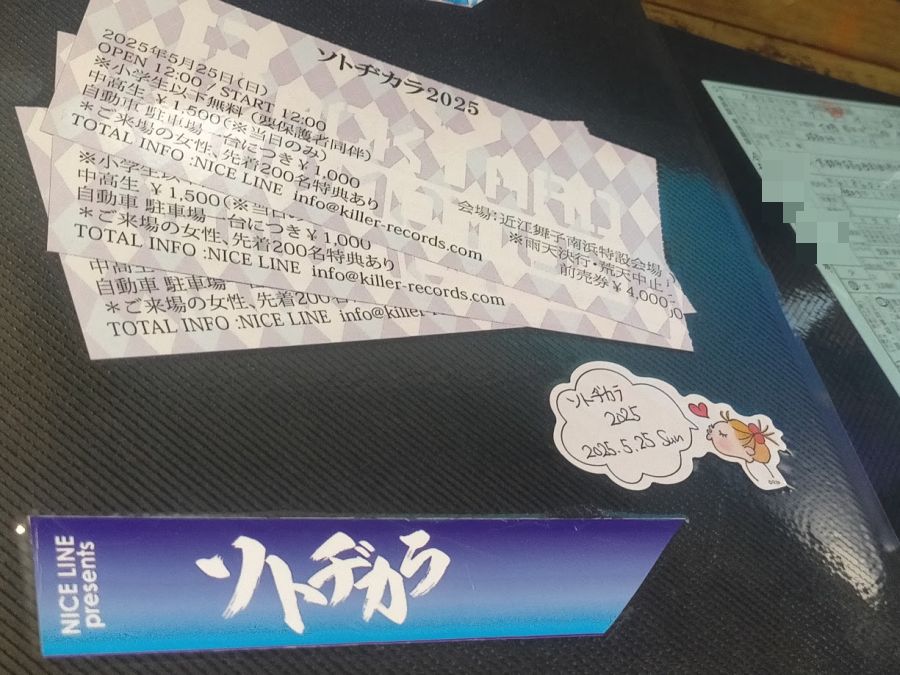 ソトヂカラ2025
2025年5月25日(日)
OPEN 12:00 / START 12:00
※小学生以下無料 (要保護者同伴)
中高生 ¥1,500 (※当日のみ)
自動車 駐車場一台につき¥1,000
*ご来場の女性、先着200名特典あり
TOTAL INFO :NICE LINE info@killer-records.com
会場:近江舞子南浜特設会場
※雨天決行・荒天中止
前売券¥4,000-
※小学生以
中高生 ¥1,500 (※当日
自動車 駐車場一台につき¥1,000
*ご来場の女性、先着200名特典あり
TOTAL INFO :NICE LINE info@killer-records.com
中高生
自動車 駐車場
*ご来場の女性、先着200
TOTAL INFO :NICE LINE info@killer-
ソトヂカラ
2025
2025.5.25 Sun
NICE LINE
presents
ソトヂカラ